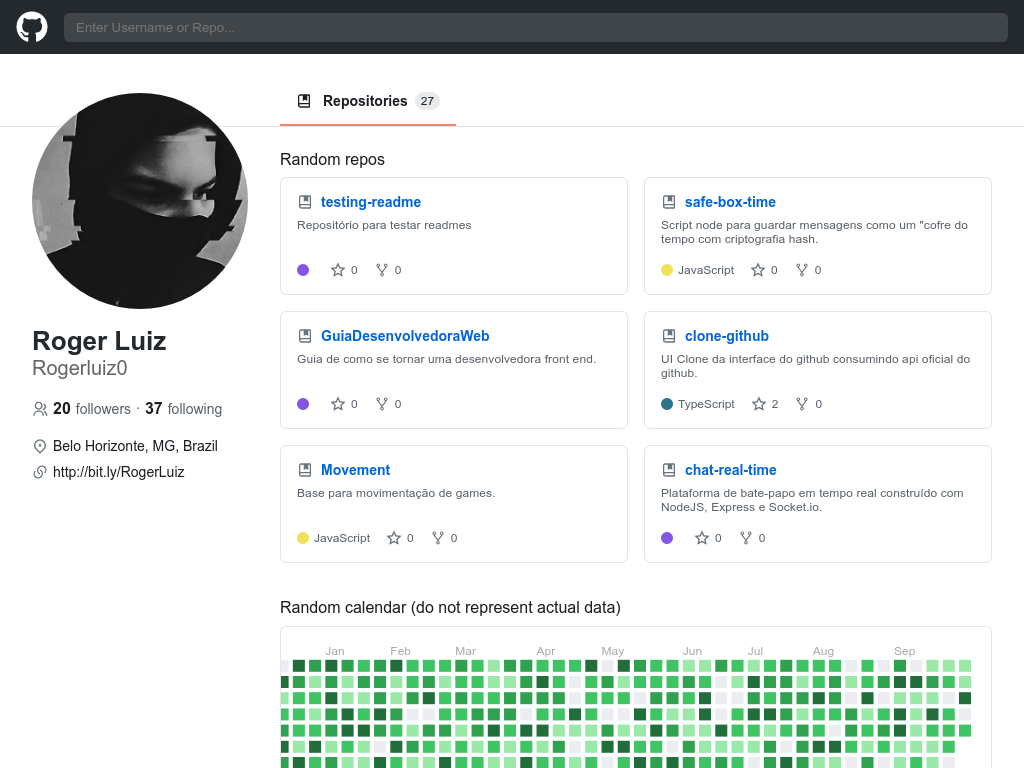 Enter Username or Repo...
Repositories 27
Roger Luiz
Rogerluiz0
20 followers · 37 following
Belo Horizonte, MG, Brazil
http://bit.ly/RogerLuiz
Random repos
testing-readme
Repositório para testar readmes
0 0
safe-box-time
Script node para guardar mensagens como um "cofre do
tempo com criptografia hash.
JavaScript 0 0
GuiaDesenvolvedoraWeb
Guia de como se tornar uma desenvolvedora front end.
0 0
clone-github
UI Clone da interface do github consumindo api oficial do
github.
TypeScript 2 0
Movement
Base para movimentação de games.
JavaScript 0 0
chat-real-time
Plataforma de bate-papo em tempo real construído com
NodeJS, Express e Socket.io.
0 0
Random calendar (do not represent actual data)
Jan Feb Mar Apr May Jun Jul Aug Sep